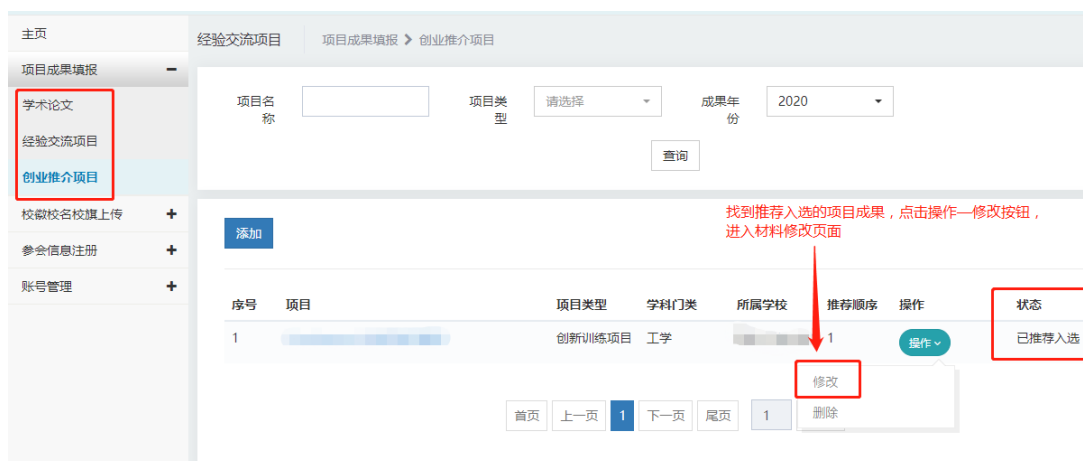 主页
经验交流项目
项目成果填报 创业推介项目
项目成果填报
学术论文
经验交流项目
创业推介项目
校徽校名校旗上传
参会信息注册
账号管理
项目名
称
项目类
型
请选择
成果年
份
2020
查询
找到推荐入选的项目成果，点击操作—修改按钮，
进入材料修改页面
添加
序号 项目 项目类型 学科门类 所属学校 推荐顺序 操作 状态
1 创新训练项目 工学 1 操作 已推荐入选
修改
删除
首页 上一页 1 下一页 尾页 1